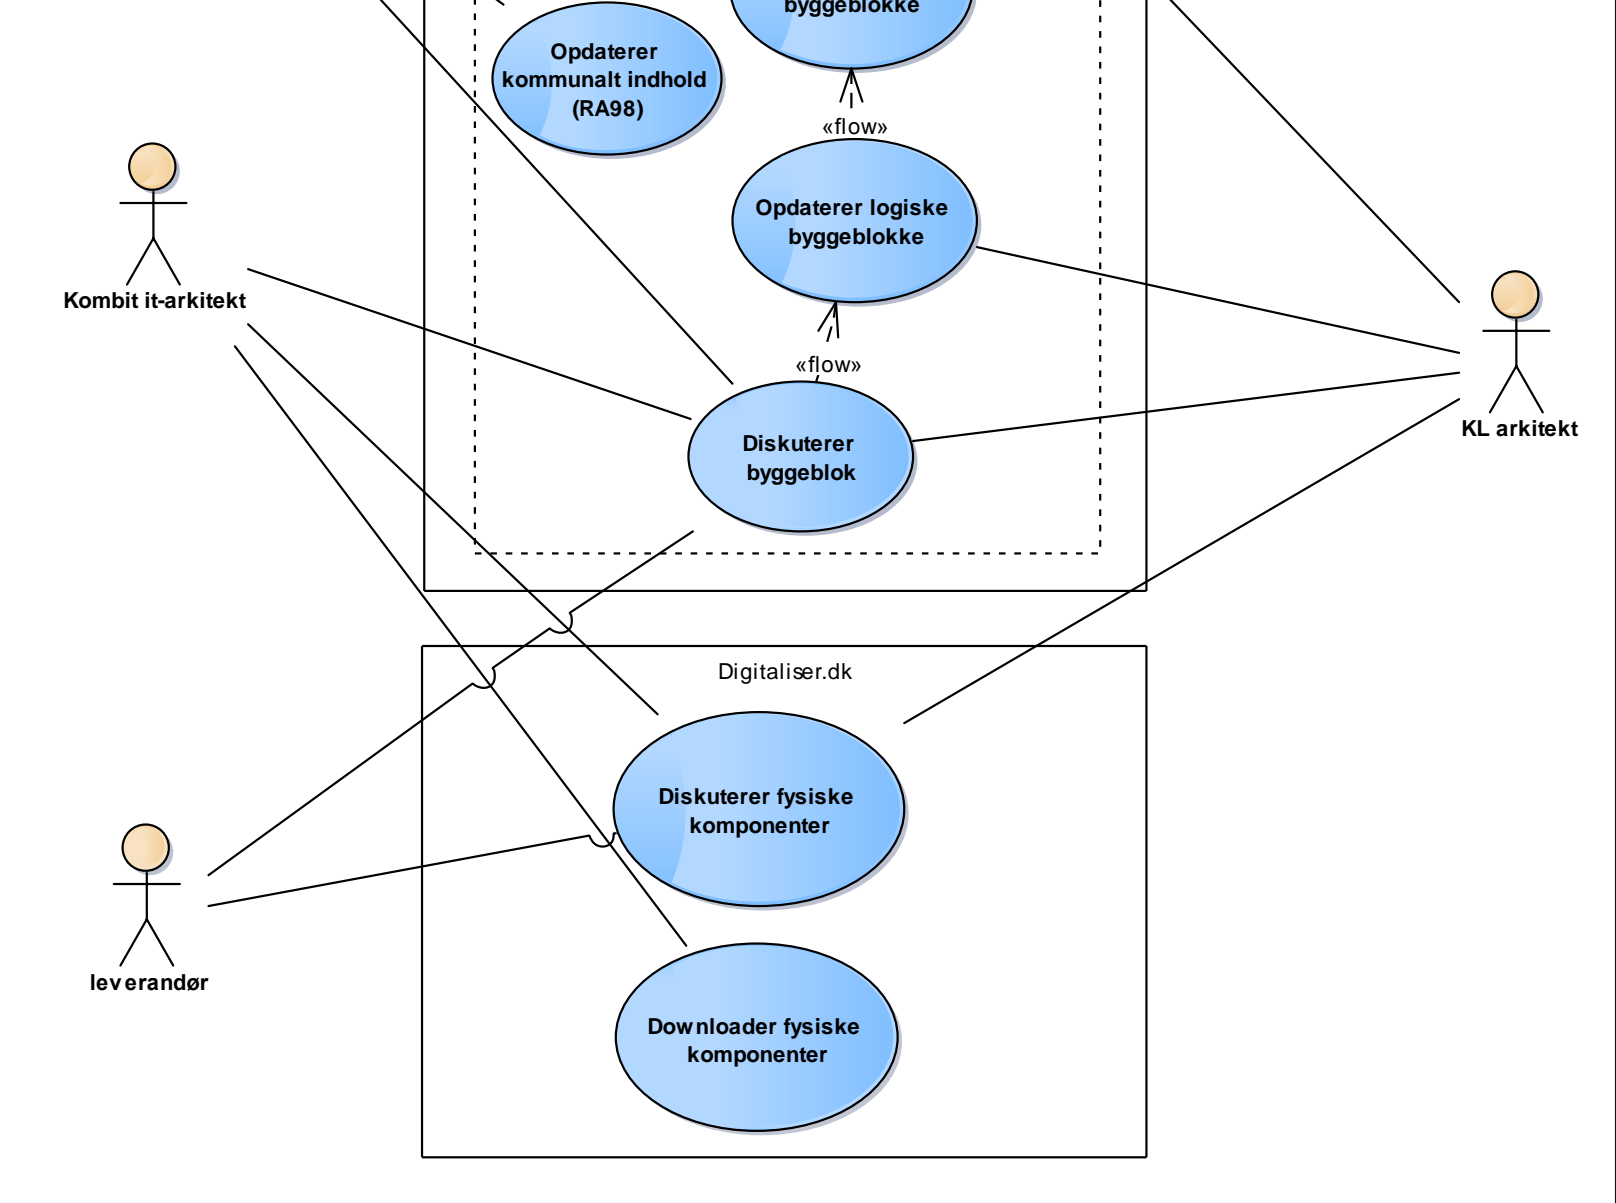 byggeblokke
Opdaterer
kommunalt indhold
(RA98)
«flow»
Opdaterer logiske
byggeblokke
Kombit it-arkitekt
«flow»
KL arkitekt
Diskuterer
byggeblok
Digitaliser.dk
Diskuterer fysiske
komponenter
leverandør
Downloader fysiske
komponenter